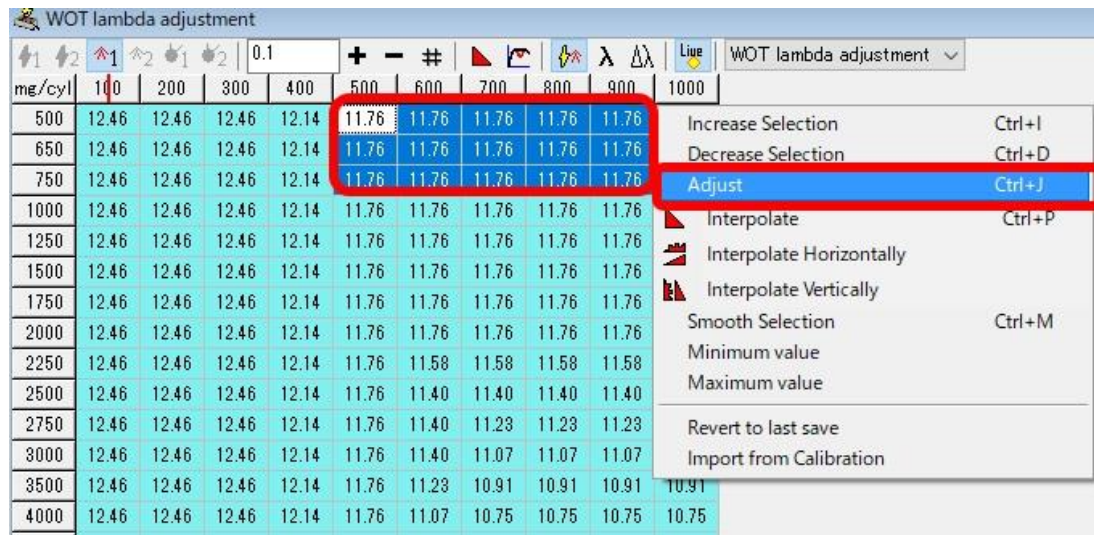 WOT lambda adjustment
1 2 1 2 1 2 0.1 + - # λ Δλ Live WOT lambda adjustment
mg/cyl 100 200 300 400 500 600 700 800 900 1000
500 12.46 12.46 12.46 12.14 11.76 11.76 11.76 11.76 11.76
Increase Selection Ctrl+I
650 12.46 12.46 12.46 12.14 11.76 11.76 11.76 11.76 11.76
Decrease Selection Ctrl+D
750 12.46 12.46 12.46 12.14 11.76 11.76 11.76 11.76 11.76
Adjust Ctrl+J
1000 12.46 12.46 12.46 12.14 11.76 11.76 11.76 11.76 11.76
Interpolate Ctrl+P
1250 12.46 12.46 12.46 12.14 11.76 11.76 11.76 11.76 11.76
Interpolate Horizontally
1500 12.46 12.46 12.46 12.14 11.76 11.76 11.76 11.76 11.76
1750 12.46 12.46 12.46 12.14 11.76 11.76 11.76 11.76 11.76
Interpolate Vertically
2000 12.46 12.46 12.46 12.14 11.76 11.76 11.76 11.76 11.76
Smooth Selection Ctrl+M
2250 12.46 12.46 12.46 12.14 11.76 11.58 11.58 11.58 11.58
Minimum value
2500 12.46 12.46 12.46 12.14 11.76 11.40 11.40 11.40 11.40
Maximum value
2750 12.46 12.46 12.46 12.14 11.76 11.40 11.23 11.23 11.23
Revert to last save
3000 12.46 12.46 12.46 12.14 11.76 11.40 11.07 11.07 11.07
Import from Calibration
3500 12.46 12.46 12.46 12.14 11.76 11.23 10.91 10.91 10.91 10.91
4000 12.46 12.46 12.46 12.14 11.76 11.07 10.75 10.75 10.75 10.75